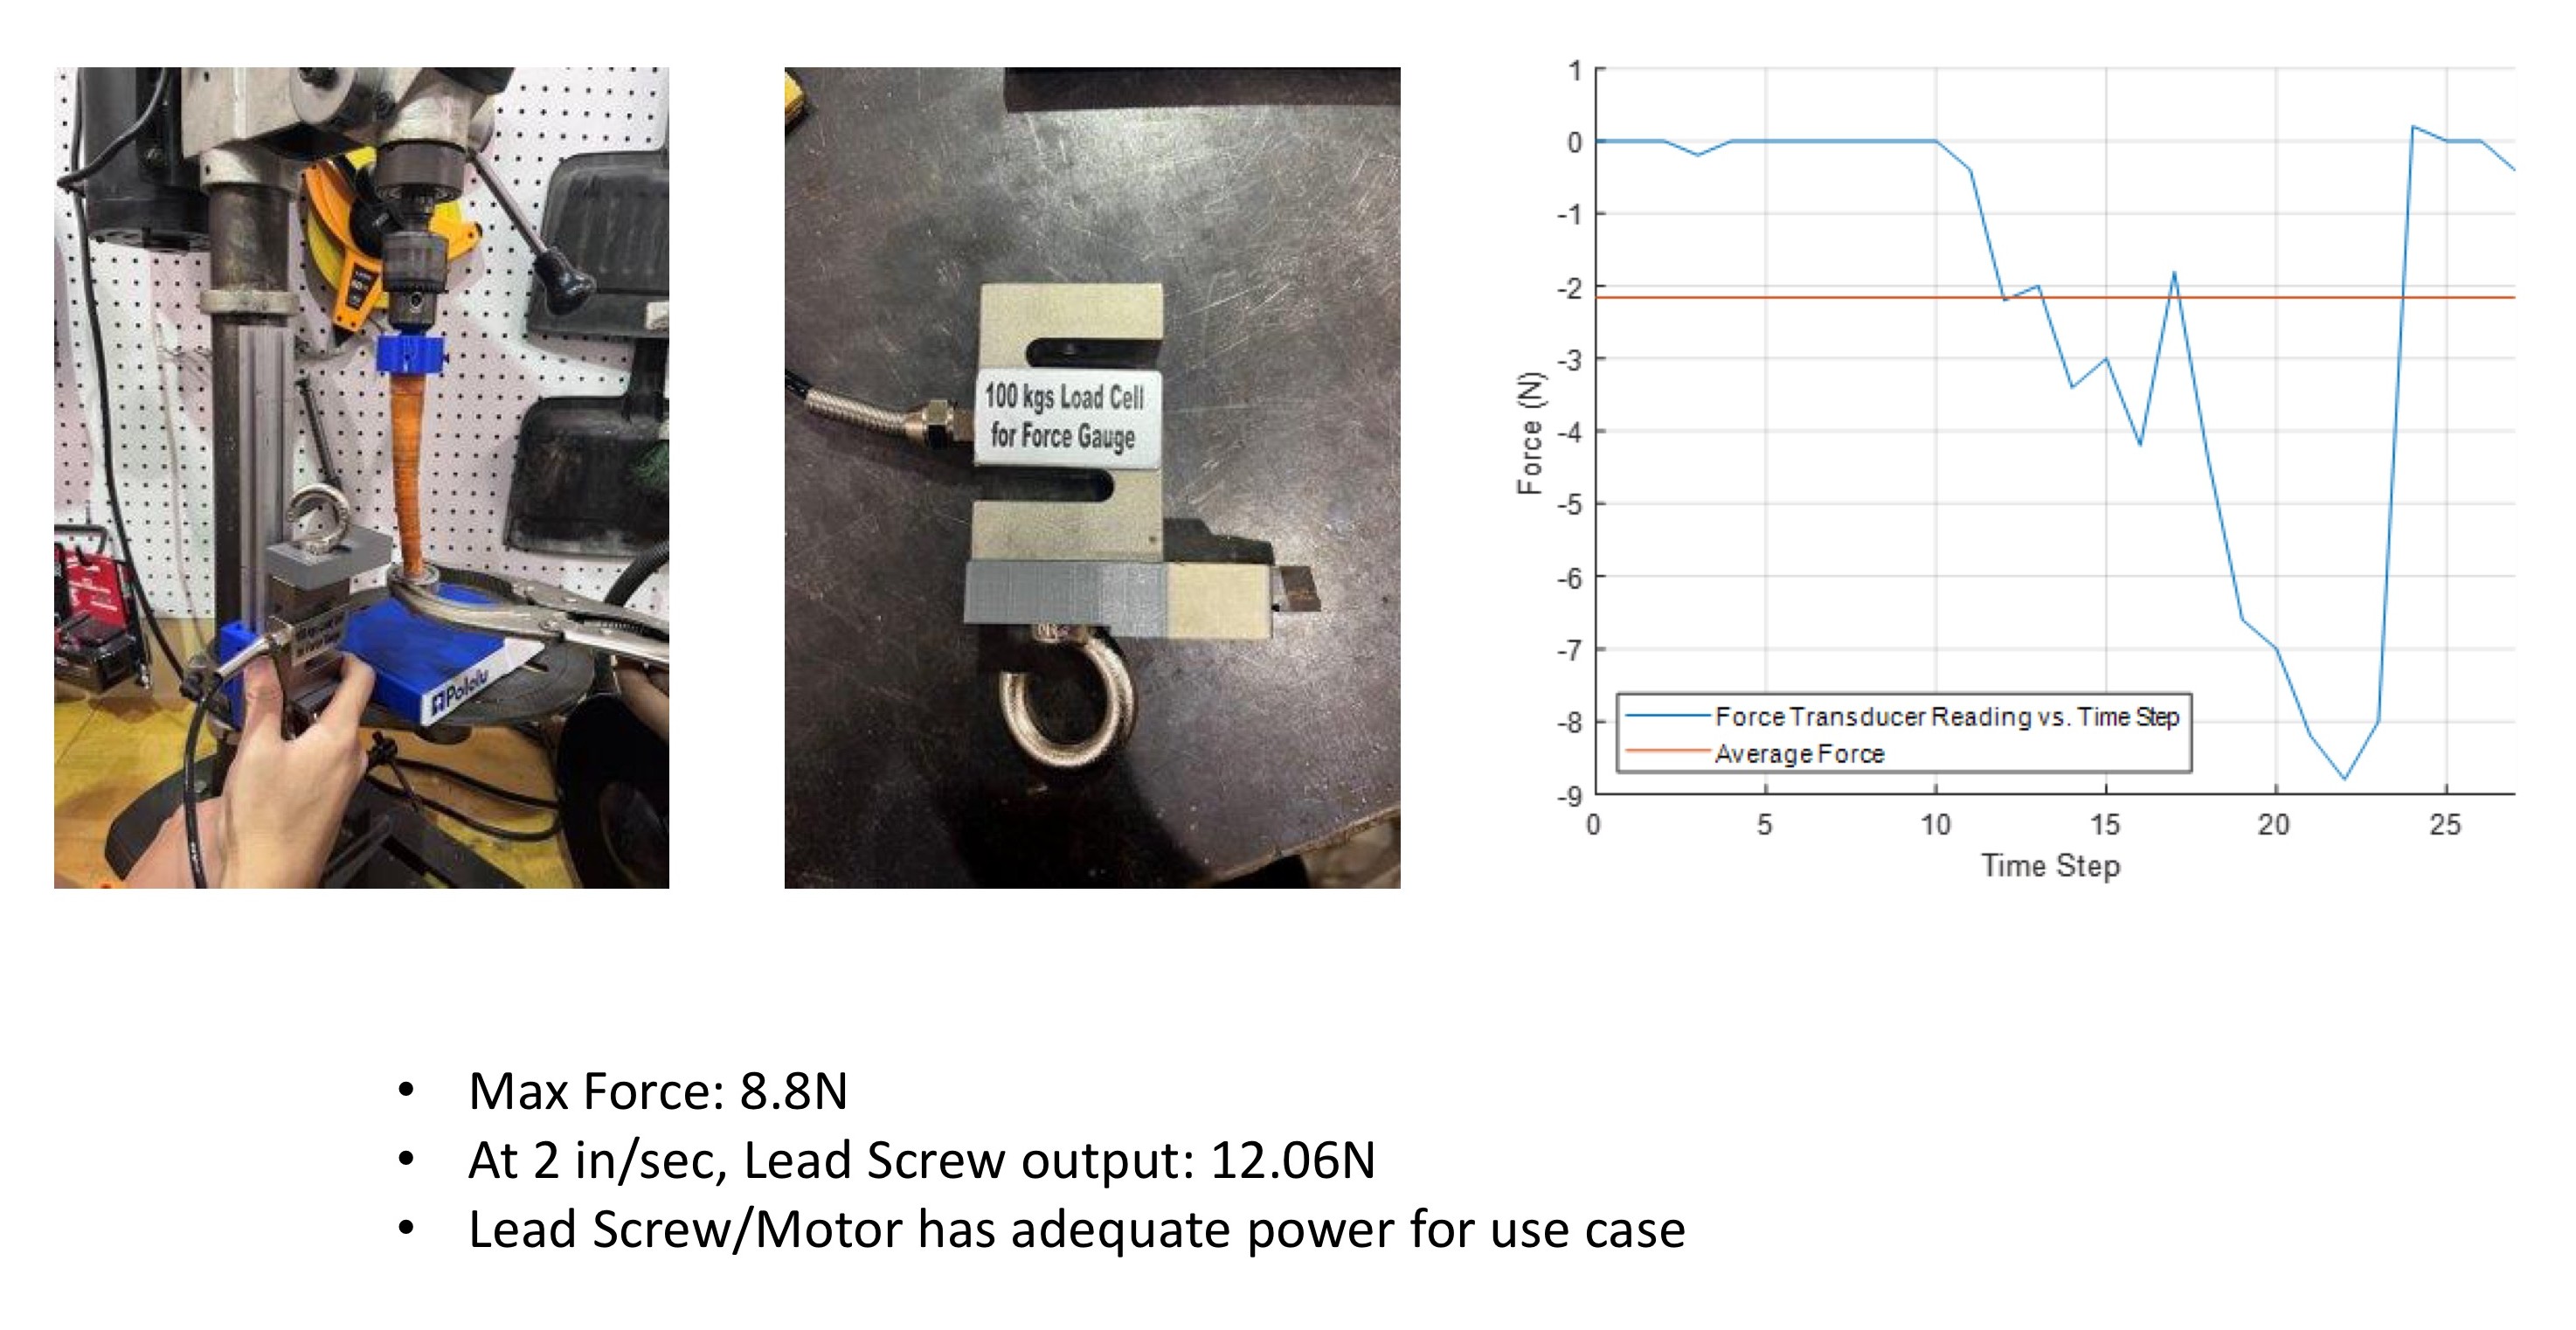 Pololu
100 kgs Load Cell
for Force Gauge
1
0
-1
-2
-3
-4
-5
-6
-7
-8
-9
Force (N)
Force Transducer Reading vs. Time Step
Average Force
0 5 10 15 20 25
Time Step
• Max Force: 8.8N
• At 2 in/sec, Lead Screw output: 12.06N
• Lead Screw/Motor has adequate power for use case